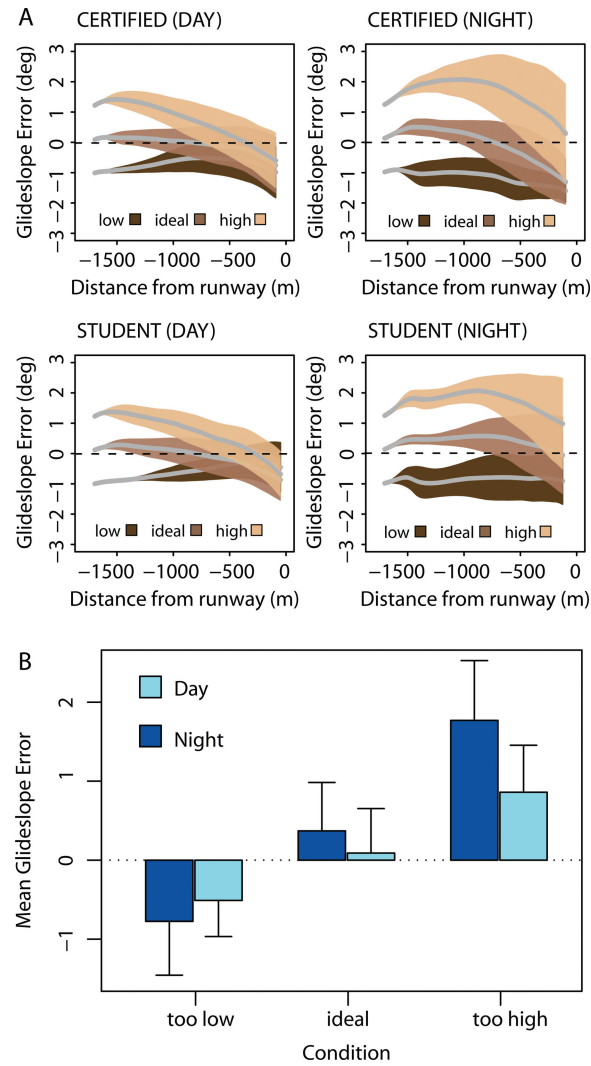 A
CERTIFIED (DAY)
Glideslope Error (deg)
3
2
1
0
−1
−2
−3
low ideal high
−1500 −1000 −500 0
Distance from runway (m)
CERTIFIED (NIGHT)
Glideslope Error (deg)
3
2
1
0
−1
−2
−3
low ideal high
−1500 −1000 −500 0
Distance from runway (m)
STUDENT (DAY)
Glideslope Error (deg)
3
2
1
0
−1
−2
−3
low ideal high
−1500 −1000 −500 0
Distance from runway (m)
STUDENT (NIGHT)
Glideslope Error (deg)
3
2
1
0
−1
−2
−3
low ideal high
−1500 −1000 −500 0
Distance from runway (m)
B
Mean Glideslope Error
2
1
0
−1
Day
Night
too low ideal too high
Condition